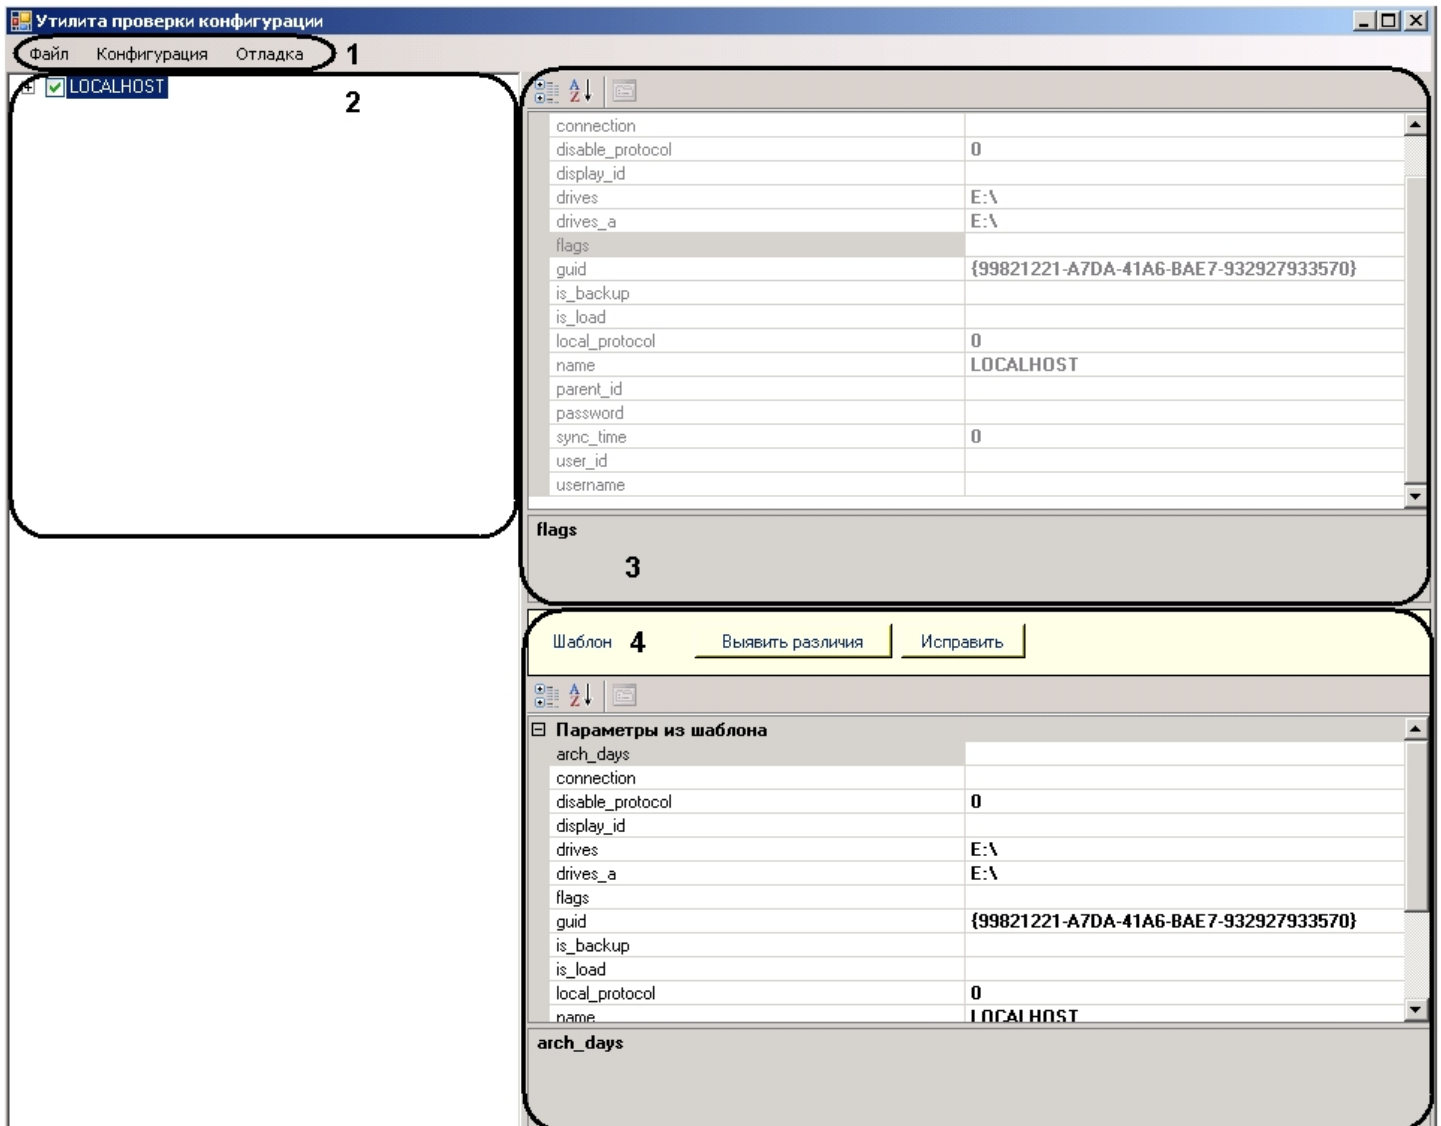 Утилита проверки конфигурации
Файл Конфигурация Отладка 1
LOCALHOST
2
connection
disable_protocol 0
display_id
drives E:\
drives_a E:\
flags
guid {99821221-A7DA-41A6-BAE7-932927933570}
is_backup
is_load
local_protocol 0
name LOCALHOST
parent_id
password
sync_time 0
user_id
username
flags
3
Шаблон 4 Выявить различия Исправить
Параметры из шаблона
arch_days
connection
disable_protocol 0
display_id
drives E:\
drives_a E:\
flags
guid {99821221-A7DA-41A6-BAE7-932927933570}
is_backup
is_load
local_protocol 0
name LOCALHOST
arch_days